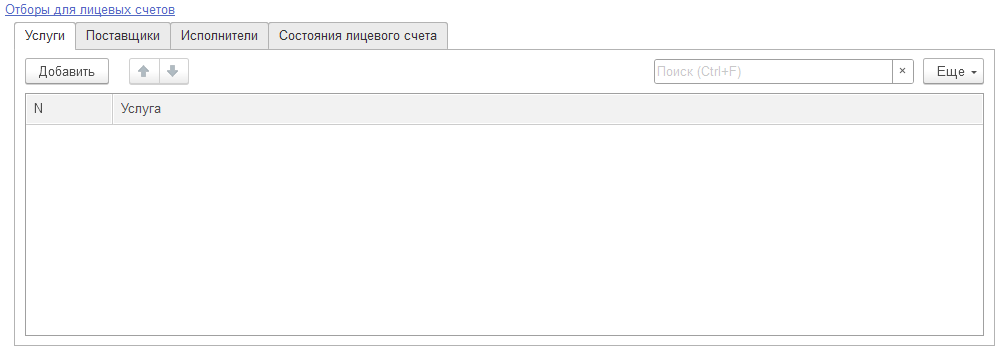 Отборы для лицевых счетов
Услуги Поставщики Исполнители Состояния лицевого счета
Добавить Поиск (Ctrl+F) × Еще
N Услуга